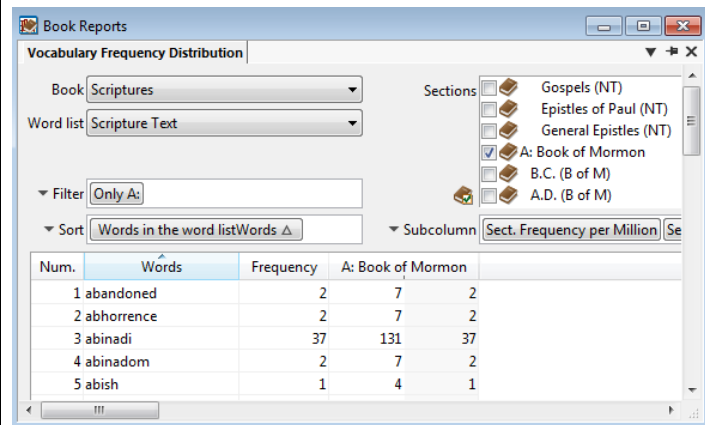 Book Reports
Vocabulary Frequency Distribution
Book Scriptures
Word list Scripture Text
Sections
Gospels (NT)
Epistles of Paul (NT)
General Epistles (NT)
A: Book of Mormon
B.C. (B of M)
A.D. (B of M)
Filter Only A:
Sort Words in the word listWords
Subcolumn Sect. Frequency per Million Se
Num. Words Frequency A: Book of Mormon
1 abandoned 2 7 2
2 abhorrence 2 7 2
3 abinadi 37 131 37
4 abinadom 2 7 2
5 abish 1 4 1